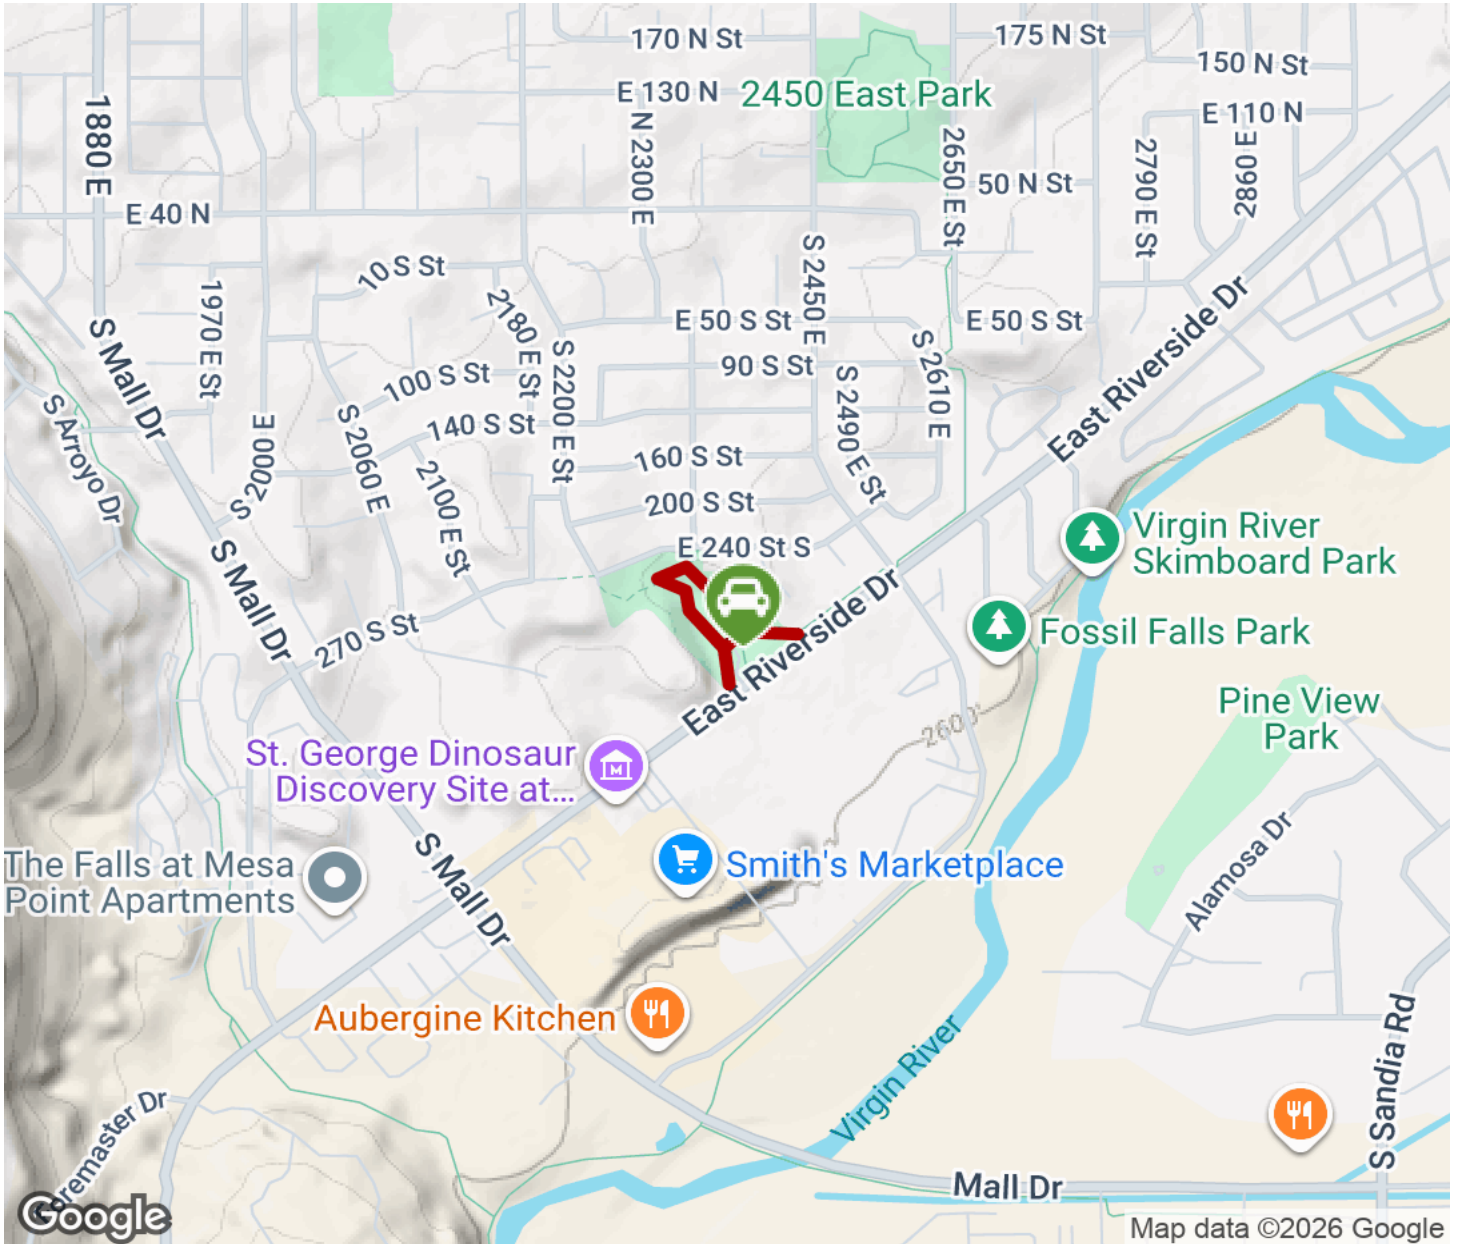 170 N St
175 N St
150 N St
E 130 N
2450 East Park
E 110 N
1880 E
N 2300 E
2650 E St
2790 E St
2860 E
50 N St
E 40 N
10 S St
S 2450 E
1970 E St
2180 E St
E 50 S St
E 50 S St
S Mall Dr
90 S St
S 2610 E
East Riverside Dr
100 S St
S 2200 E St
S 2490 E St
S Arroyo Dr
S 2000 E
S 2060 E
140 S St
160 S St
2100 E St
200 S St
E 240 St S
Virgin River
Skimboard Park
S Mall Dr
270 S St
Fossil Falls Park
East Riverside Dr
2600'
Pine View
Park
St. George Dinosaur
Discovery Site at...
The Falls at Mesa
Point Apartments
S Mall Dr
Smith's Marketplace
Alamosa Dr
Aubergine Kitchen
Virgin River
S Sandia Rd
Foremaster Dr
Mall Dr
Google
Map data ©2026 Google